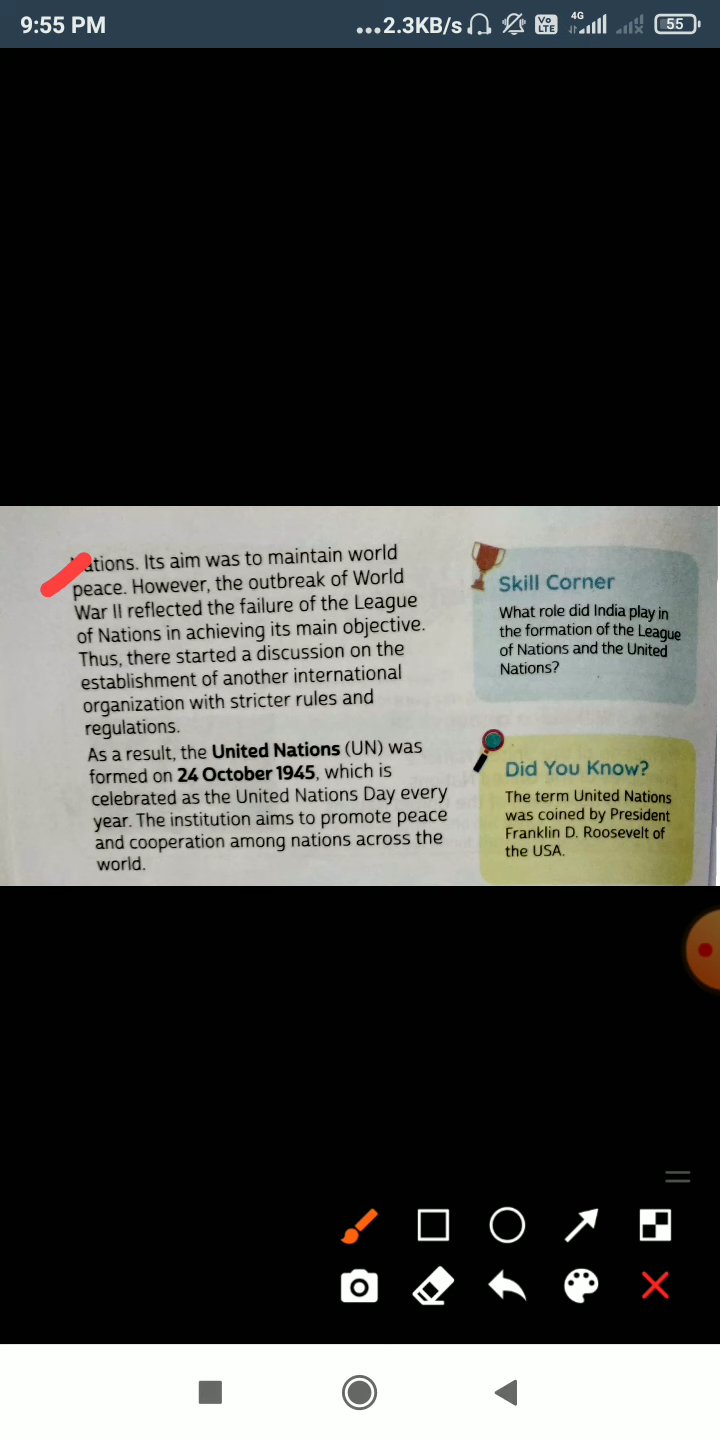 9:55 PM
...2.3KB/s
Vo
LTE
4G
55
ations. Its aim was to maintain world
peace. However, the outbreak of World
War II reflected the failure of the League
of Nations in achieving its main objective.
Thus, there started a discussion on the
establishment of another international
organization with stricter rules and
regulations.
As a result, the United Nations (UN) was
formed on 24 October 1945, which is
celebrated as the United Nations Day every
year. The institution aims to promote peace
and cooperation among nations across the
world.
Skill Corner
What role did India play in
the formation of the League
of Nations and the United
Nations?
Did You Know?
The term United Nations
was coined by President
Franklin D. Roosevelt of
the USA.